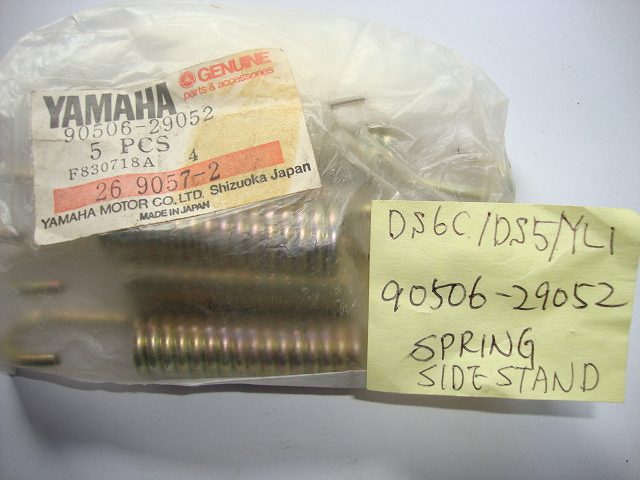 GENUINE
parts & accessories
YAMAHA
90506-29052
5 PCS
F830718A 4
26 9057-2
YAMAHA MOTOR CO., LTD. Shizuoka Japan
MADE IN JAPAN
DS6C/DS5/YL1
90506-29052
SPRING
SIDE STAND